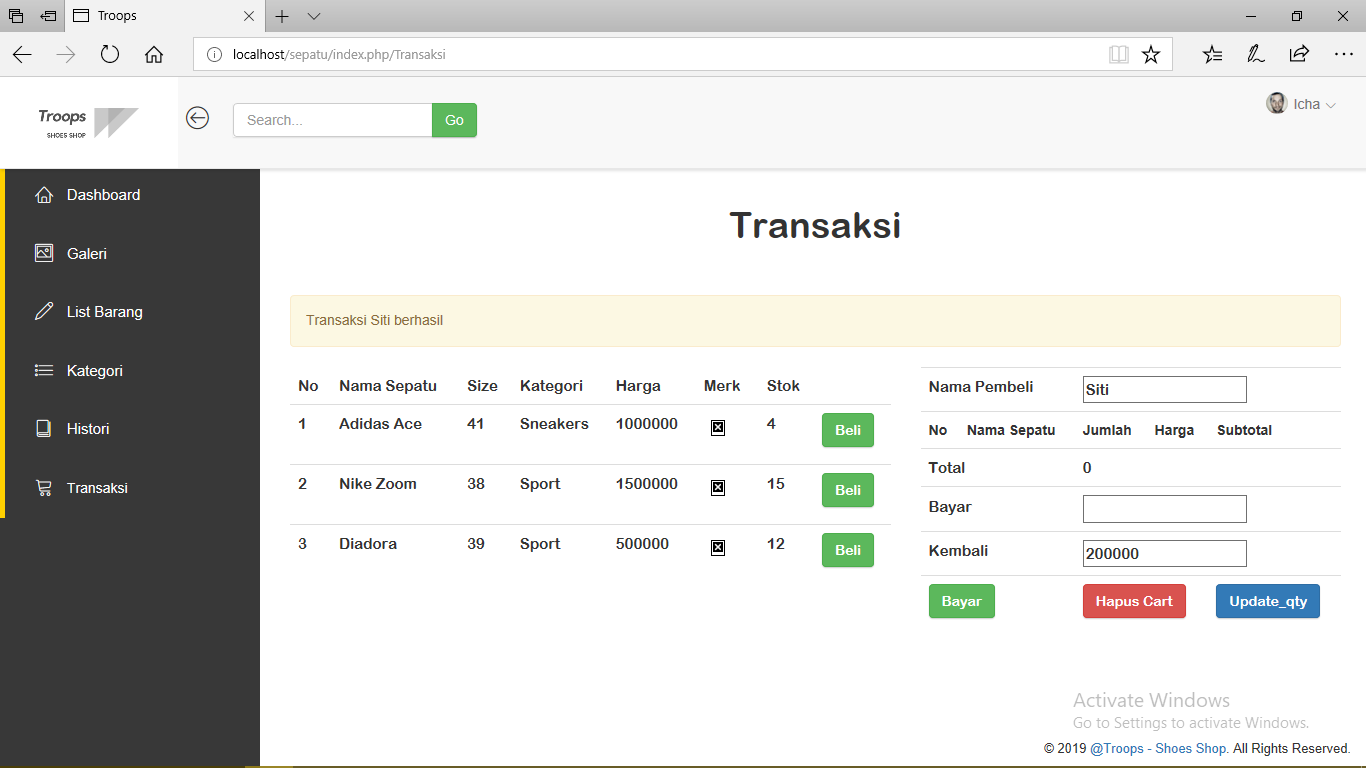 Troops
localhost/sepatu/index.php/Transaksi
Troops
SHOES SHOP
Search...
Go
Icha
Dashboard
Galeri
List Barang
Kategori
Histori
Transaksi
Transaksi
Transaksi Siti berhasil
No Nama Sepatu Size Kategori Harga Merk Stok
1 Adidas Ace 41 Sneakers 1000000 4 Beli
2 Nike Zoom 38 Sport 1500000 15 Beli
3 Diadora 39 Sport 500000 12 Beli
Nama Pembeli Siti
No Nama Sepatu Jumlah Harga Subtotal
Total 0
Bayar
Kembali 200000
Bayar Hapus Cart Update_qty
Activate Windows
Go to Settings to activate Windows.
© 2019 @Troops - Shoes Shop. All Rights Reserved.